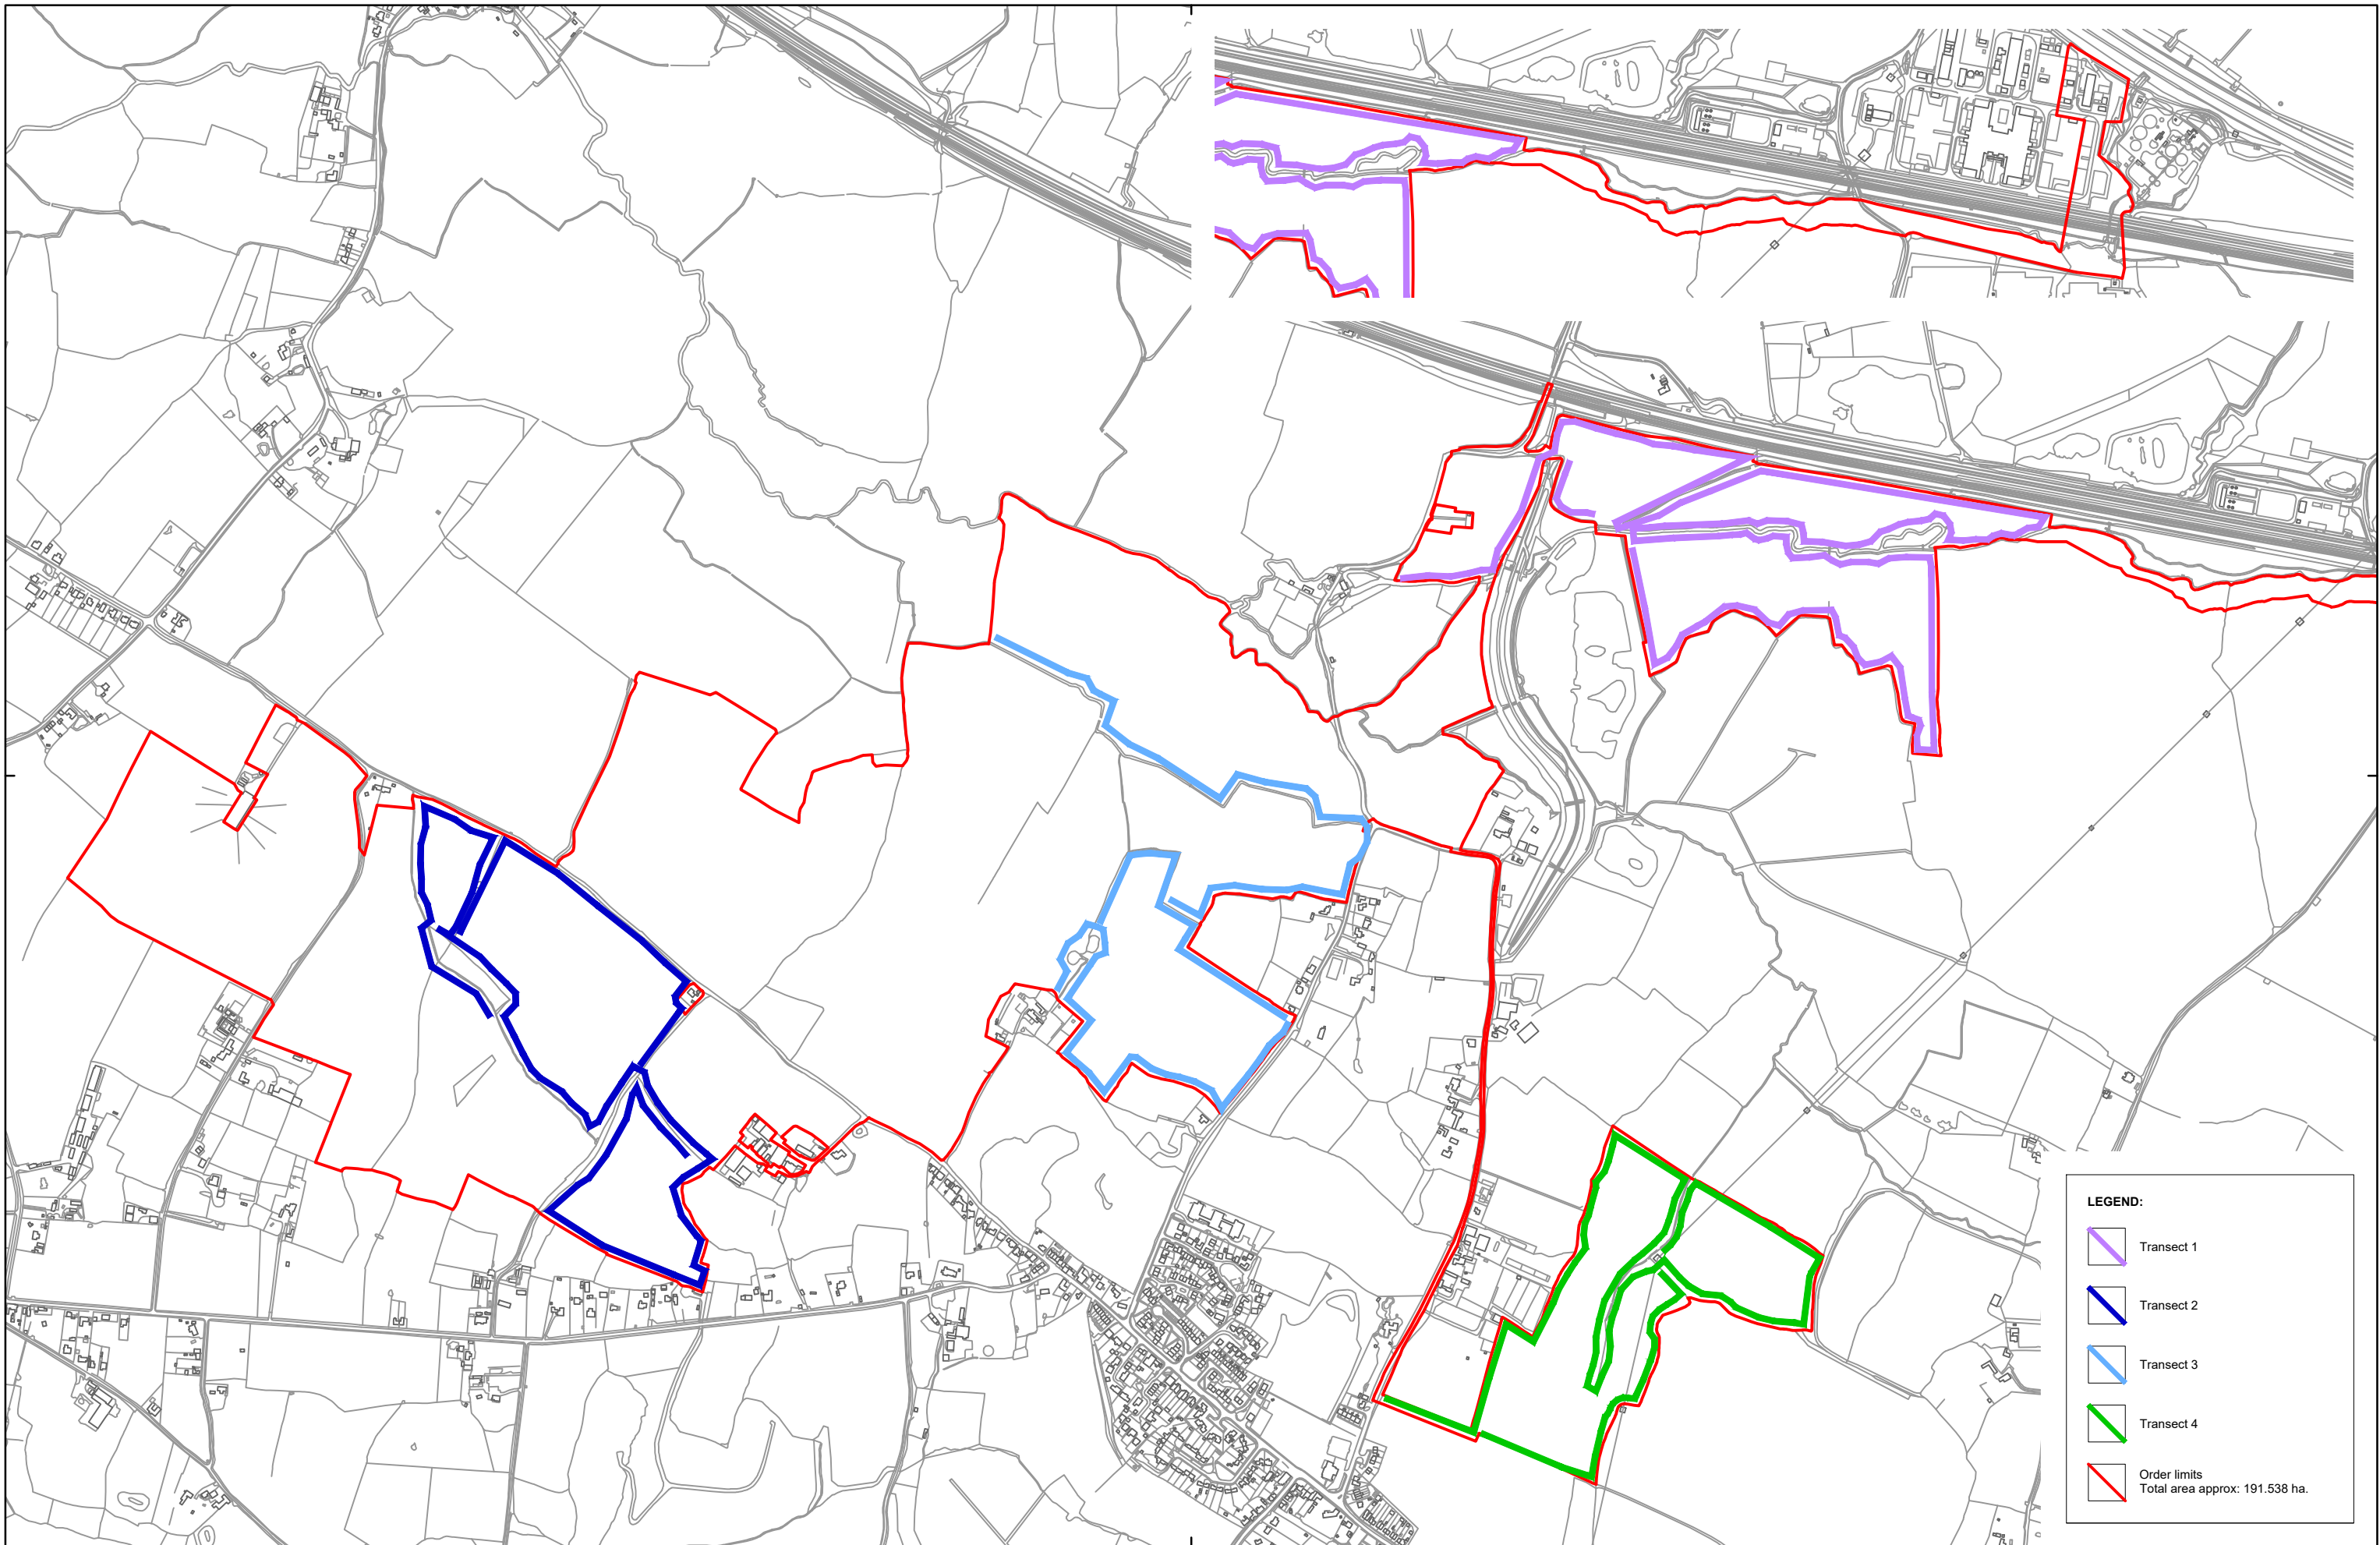 LEGEND:
Transect 1
Transect 2
Transect 3
Transect 4
Order limits
Total area approx: 191.538 ha.